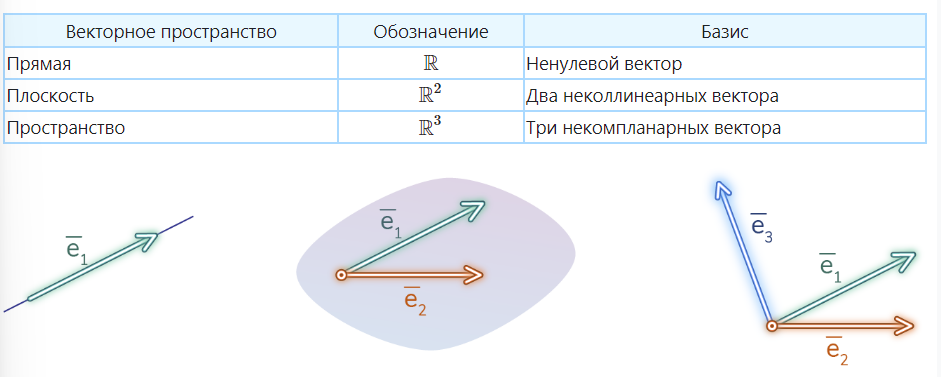 Векторное пространство Обозначение Базис
Прямая ℝ Ненулевой вектор
Плоскость ℝ² Два неколлинеарных вектора
Пространство ℝ³ Три некомпланарных вектора
e̅₁
e̅₁
e̅₂
e̅₃
e̅₁
e̅₂